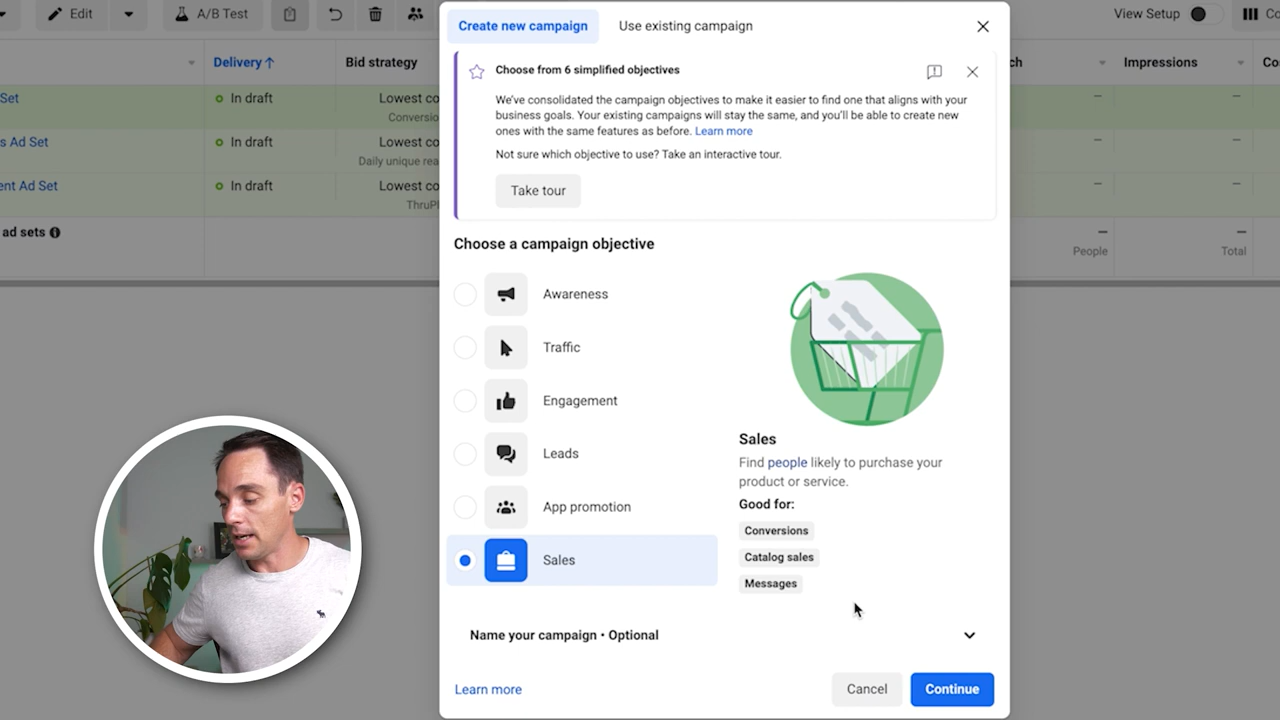 Edit
A/B Test
View Setup
Co
Create new campaign
Use existing campaign
Choose from 6 simplified objectives
We've consolidated the campaign objectives to make it easier to find one that aligns with your
business goals. Your existing campaigns will stay the same, and you'll be able to create new
ones with the same features as before. Learn more
Not sure which objective to use? Take an interactive tour.
Take tour
Delivery ↑
Bid strategy
ch
Impressions
Co
Set
In draft
Lowest co
Conversio
—
—
s Ad Set
In draft
Lowest co
Daily unique rea
—
—
ent Ad Set
In draft
Lowest co
ThruPl
—
—
ad sets
—
People
—
Total
Choose a campaign objective
Awareness
Traffic
Engagement
Leads
App promotion
Sales
Sales
Find people likely to purchase your
product or service.
Good for:
Conversions
Catalog sales
Messages
Name your campaign • Optional
Learn more
Cancel
Continue